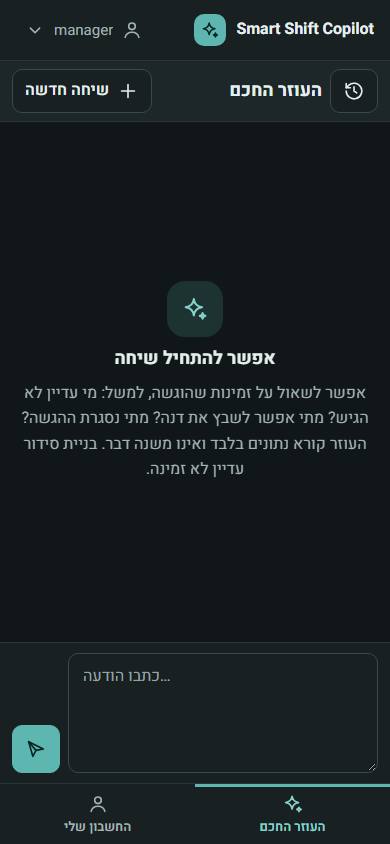 Smart Shift Copilot
manager
העוזר החכם
שיחה חדשה
אפשר להתחיל שיחה
אפשר לשאול על זמינות שהוגשה, למשל: מי עדיין לא
הגיש? מתי אפשר לשבץ את דנה? מתי נסגרת ההגשה?
העוזר קורא נתונים בלבד ואינו משנה דבר. בניית סידור
עדיין לא זמינה.
כתבו הודעה...
העוזר החכם
החשבון שלי